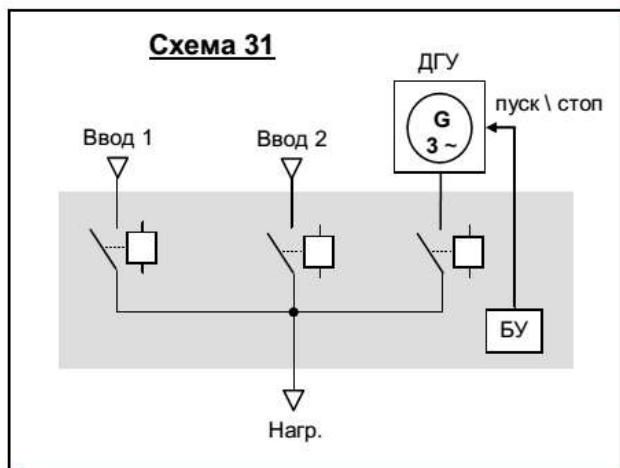 Схема 31
ДГУ
пуск \ стоп
G
3 ~
Ввод 1
Ввод 2
БУ
Нагр.